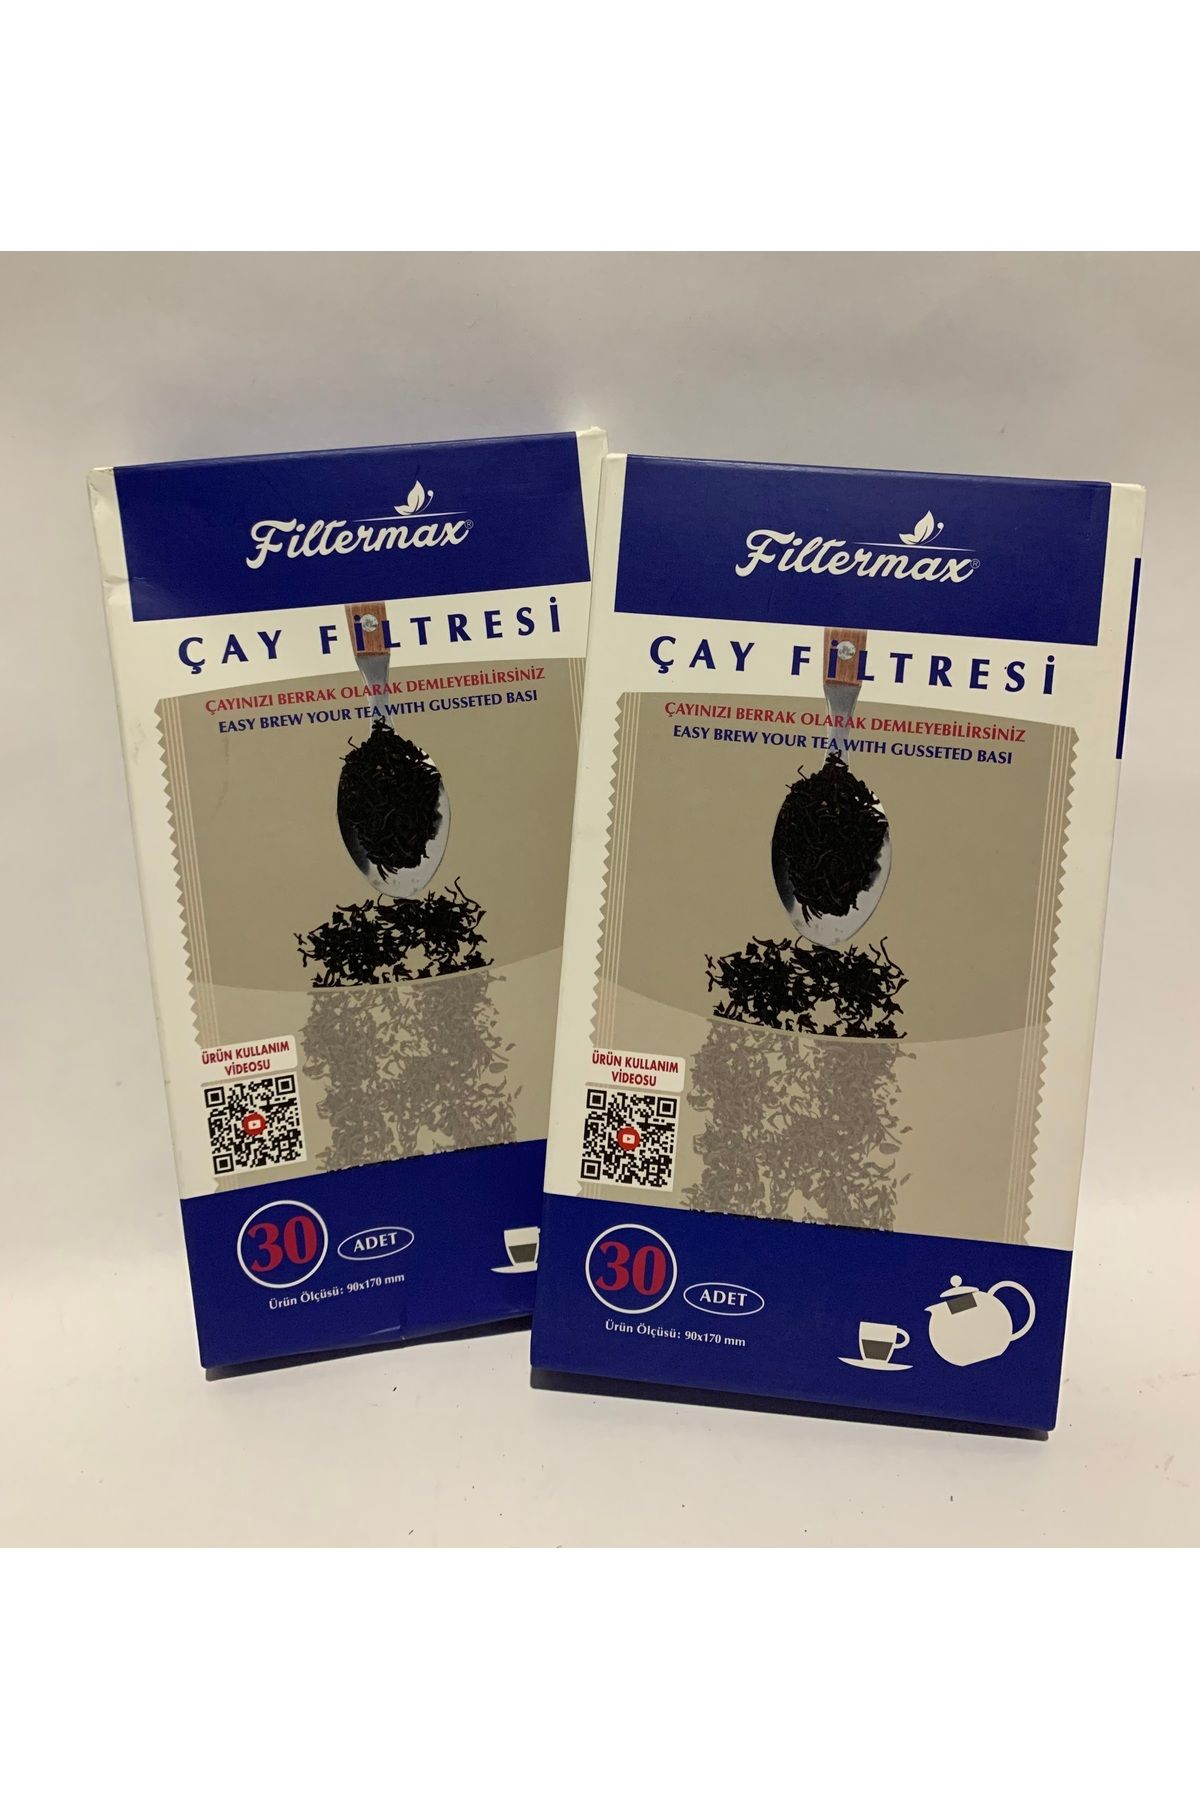 Filtermax®
ÇAY FİLTRESİ
ÇAYINIZI BERRAK OLARAK DEMLEYEBİLİRSİNİZ
EASY BREW YOUR TEA WITH GUSSETED BASI
ÜRÜN KULLANIM
VİDEOSU
30
ADET
Ürün Ölçüsü: 90x170 mm
Filtermax®
ÇAY FİLTRESİ
ÇAYINIZI BERRAK OLARAK DEMLEYEBİLİRSİNİZ
EASY BREW YOUR TEA WITH GUSSETED BASI
ÜRÜN KULLANIM
VİDEOSU
30
ADET
Ürün Ölçüsü: 90x170 mm